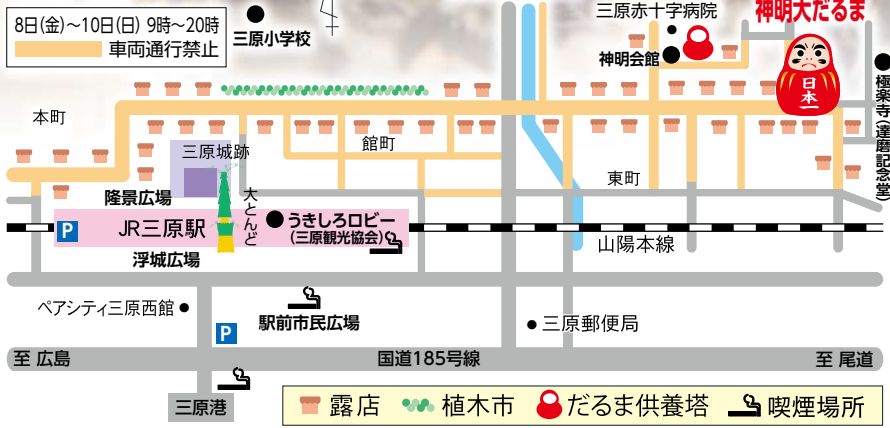 8日(金)～10日(日) 9時～20時
車両通行禁止
三原小学校
三原赤十字病院
神明大だるま
神明会館
日本一
極楽寺(達磨記念堂)
本町
三原城跡
館町
東町
隆景広場
大とんど
うきしろロビー
(三原観光協会)
P
JR三原駅
浮城広場
山陽本線
ペアシティ三原西館
駅前市民広場
三原郵便局
P
至 広島
国道185号線
至 尾道
三原港
露店
植木市
だるま供養塔
喫煙場所